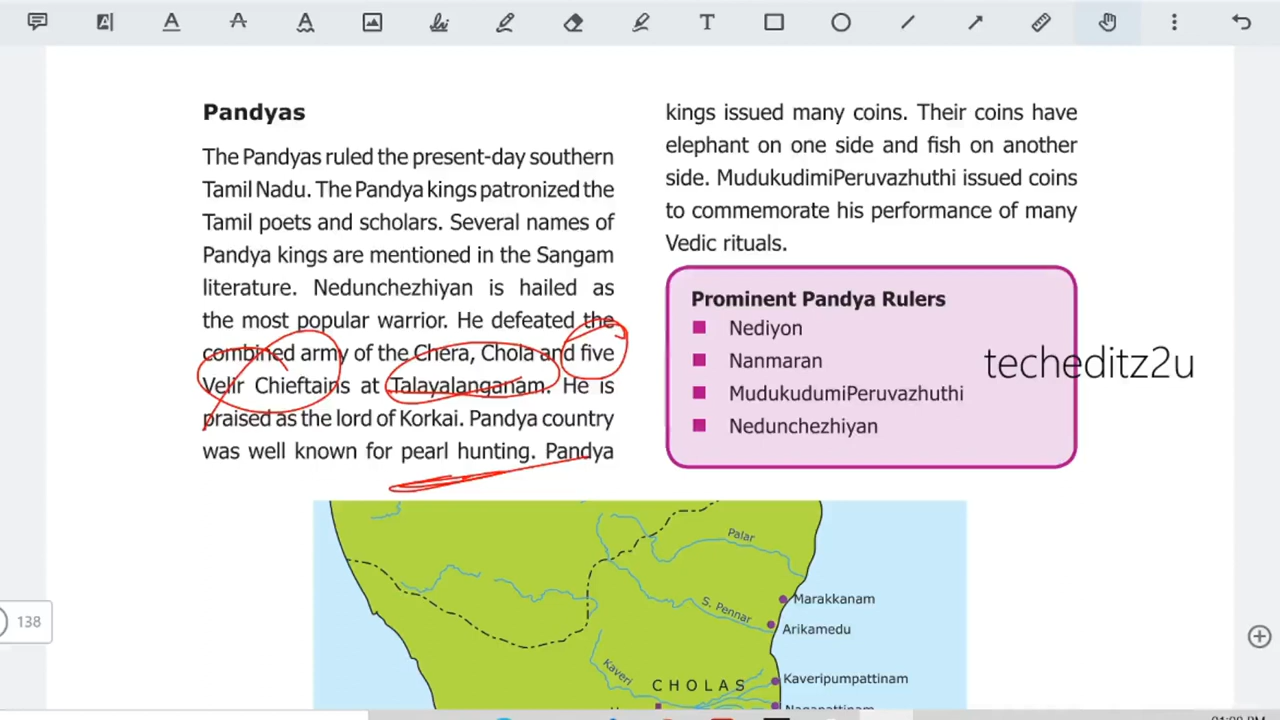 Pandyas
The Pandyas ruled the present-day southern
Tamil Nadu. The Pandya kings patronized the
Tamil poets and scholars. Several names of
Pandya kings are mentioned in the Sangam
literature. Nedunchezhiyan is hailed as
the most popular warrior. He defeated the
combined army of the Chera, Chola and five
Velir Chieftains at Talayalanganam. He is
praised as the lord of Korkai. Pandya country
was well known for pearl hunting. Pandya
kings issued many coins. Their coins have
elephant on one side and fish on another
side. MudukudimiPeruvazhuthi issued coins
to commemorate his performance of many
Vedic rituals.
Prominent Pandya Rulers
Nediyon
Nanmaran
MudukudumiPeruvazhuthi
Nedunchezhiyan
techeditz2u
Palar
S. Pennar
Marakkanam
Arikamedu
Kaveri
CHOLAS
Kaveripumpattinam
138